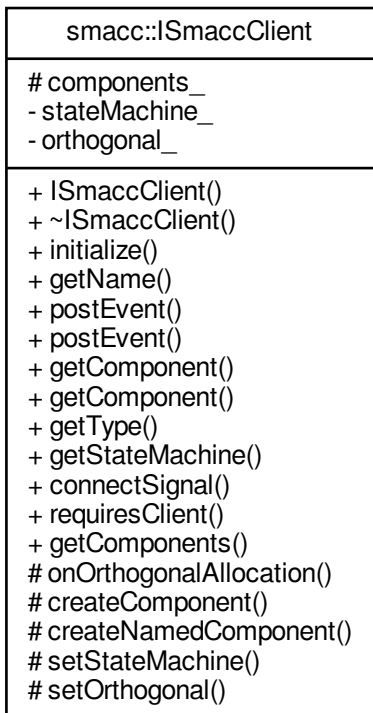 smacc::ISmaccClient
# components_
- stateMachine_
- orthogonal_
+ ISmaccClient()
+ ~ISmaccClient()
+ initialize()
+ getName()
+ postEvent()
+ postEvent()
+ getComponent()
+ getComponent()
+ getType()
+ getStateMachine()
+ connectSignal()
+ requiresClient()
+ getComponents()
# onOrthogonalAllocation()
# createComponent()
# createNamedComponent()
# setStateMachine()
# setOrthogonal()